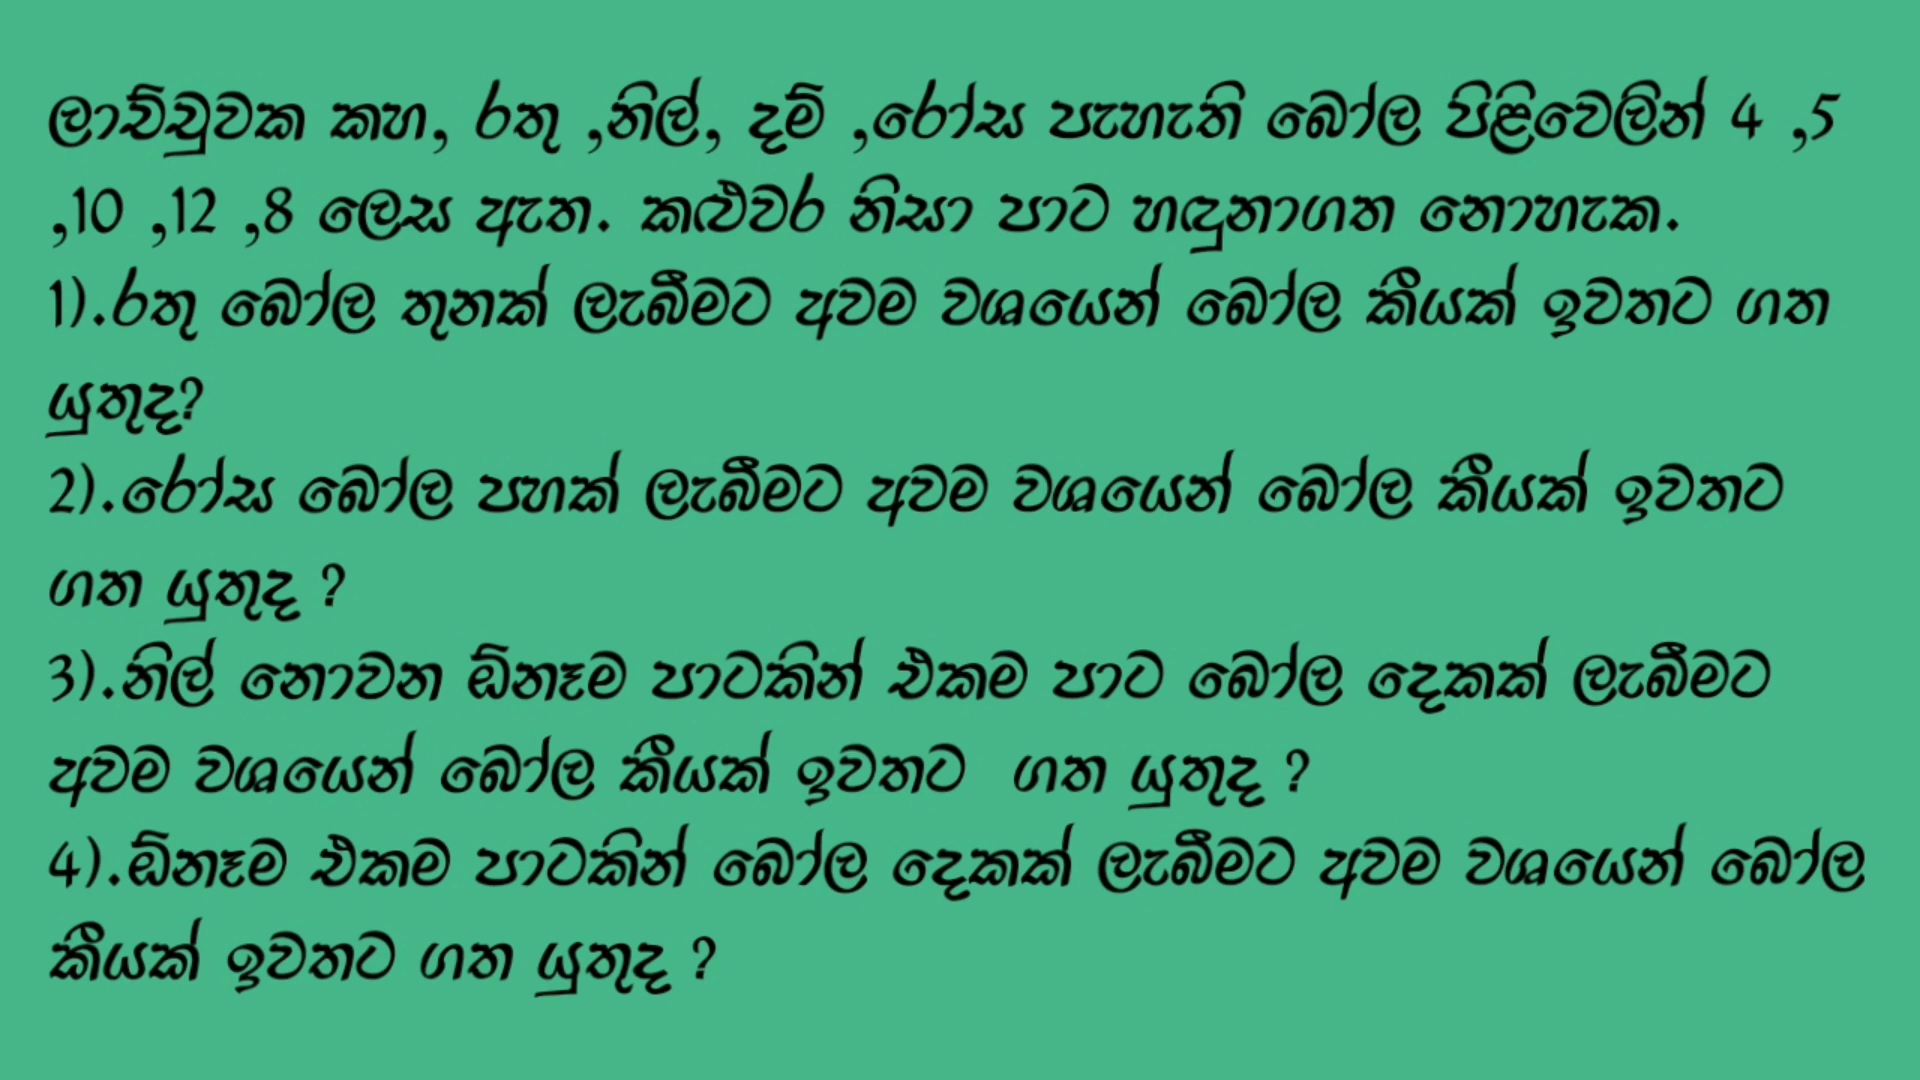 ලාච්චුවක කහ, රතු ,නිල්, දම් ,රෝස පැහැති බෝල පිළිවෙලින් 4 ,5
,10 ,12 ,8 ලෙස ඇත. කළුවර නිසා පාට හඳුනාගත නොහැක.
1).රතු බෝල තුනක් ලැබීමට අවම වශයෙන් බෝල කීයක් ඉවතට ගත
යුතුද?
2).රෝස බෝල පහක් ලැබීමට අවම වශයෙන් බෝල කීයක් ඉවතට
ගත යුතුද ?
3).නිල් නොවන ඕනෑම පාටකින් එකම පාට බෝල දෙකක් ලැබීමට
අවම වශයෙන් බෝල කීයක් ඉවතට ගත යුතුද ?
4).ඕනෑම එකම පාටකින් බෝල දෙකක් ලැබීමට අවම වශයෙන් බෝල
කීයක් ඉවතට ගත යුතුද ?